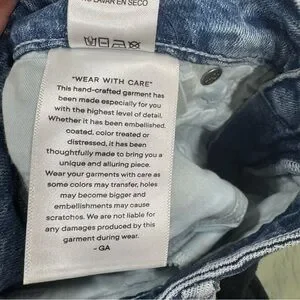 NO LAVAR EN SECO
"WEAR WITH CARE"
This hand-crafted garment has
been made especially for you
with the highest level of detail.
Whether it has been embellished,
coated, color treated or
distressed, it has been
thoughtfully made to bring you a
unique and alluring piece.
Wear your garments with care as
some colors may transfer, holes
may become bigger and
embellishments may cause
scratches. We are not liable for
any damages produced by this
garment during wear.
- GA